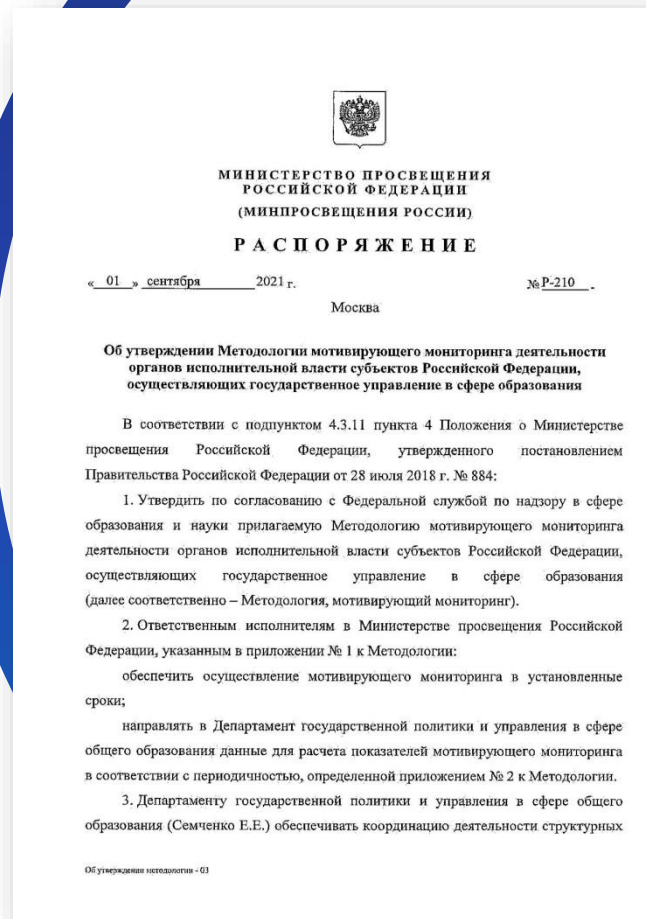 МИНИСТЕРСТВО ПРОСВЕЩЕНИЯ
РОССИЙСКОЙ ФЕДЕРАЦИИ
(МИНПРОСВЕЩЕНИЯ РОССИИ)
РАСПОРЯЖЕНИЕ
« 01 » сентября 2021 г. № Р-210 .
Москва
Об утверждении Методологии мотивирующего мониторинга деятельности
органов исполнительной власти субъектов Российской Федерации,
осуществляющих государственное управление в сфере образования
В соответствии с подпунктом 4.3.11 пункта 4 Положения о Министерстве
просвещения Российской Федерации, утвержденного постановлением
Правительства Российской Федерации от 28 июля 2018 г. № 884:
1. Утвердить по согласованию с Федеральной службой по надзору в сфере
образования и науки прилагаемую Методологию мотивирующего мониторинга
деятельности органов исполнительной власти субъектов Российской Федерации,
осуществляющих государственное управление в сфере образования
(далее соответственно – Методология, мотивирующий мониторинг).
2. Ответственным исполнителям в Министерстве просвещения Российской
Федерации, указанным в приложении № 1 к Методологии:
обеспечить осуществление мотивирующего мониторинга в установленные
сроки;
направлять в Департамент государственной политики и управления в сфере
общего образования данные для расчета показателей мотивирующего мониторинга
в соответствии с периодичностью, определенной приложением № 2 к Методологии.
3. Департаменту государственной политики и управления в сфере общего
образования (Семченко Е.Е.) обеспечивать координацию деятельности структурных
Об утверждении методологии - 03